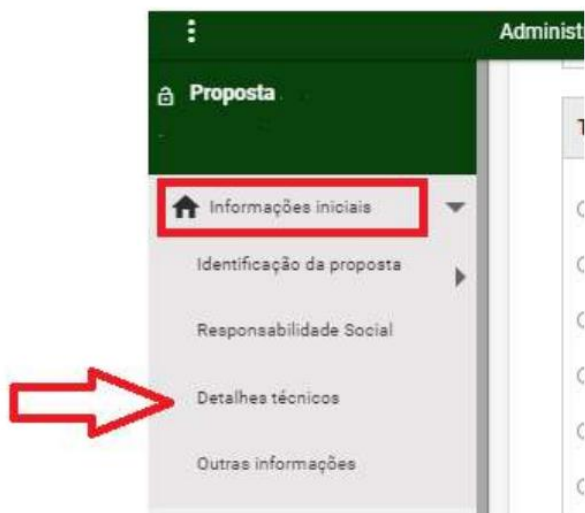 Administ
Proposta
Informações iniciais
Identificação da proposta
Responsabilidade Social
Detalhes técnicos
Outras informações